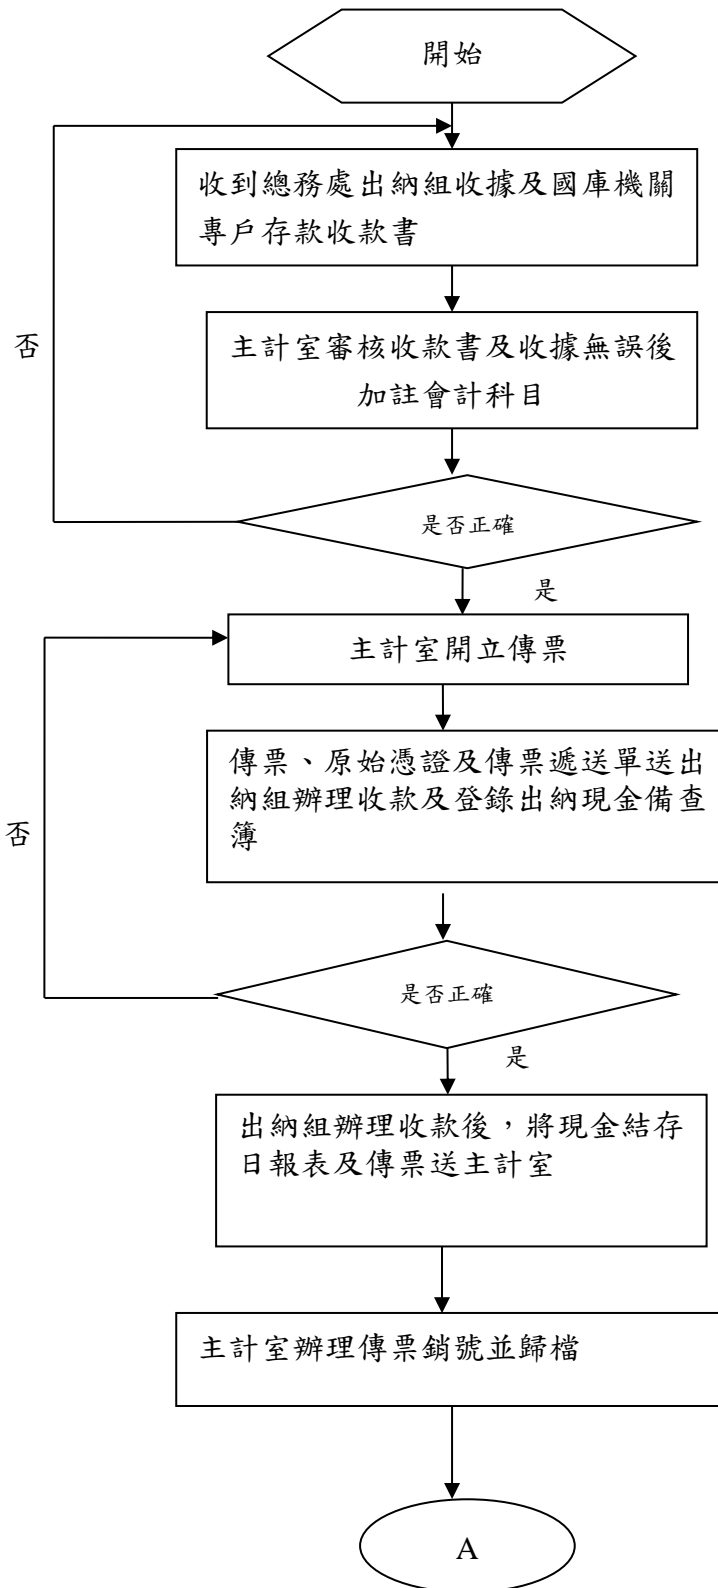 開始
收到總務處出納組收據及國庫機關
專戶存款收款書
否
主計室審核收款書及收據無誤後
加註會計科目
是否正確
是
主計室開立傳票
傳票、原始憑證及傳票遞送單送出
納組辦理收款及登錄出納現金備查
簿
否
是否正確
是
出納組辦理收款後，將現金結存
日報表及傳票送主計室
主計室辦理傳票銷號並歸檔
A